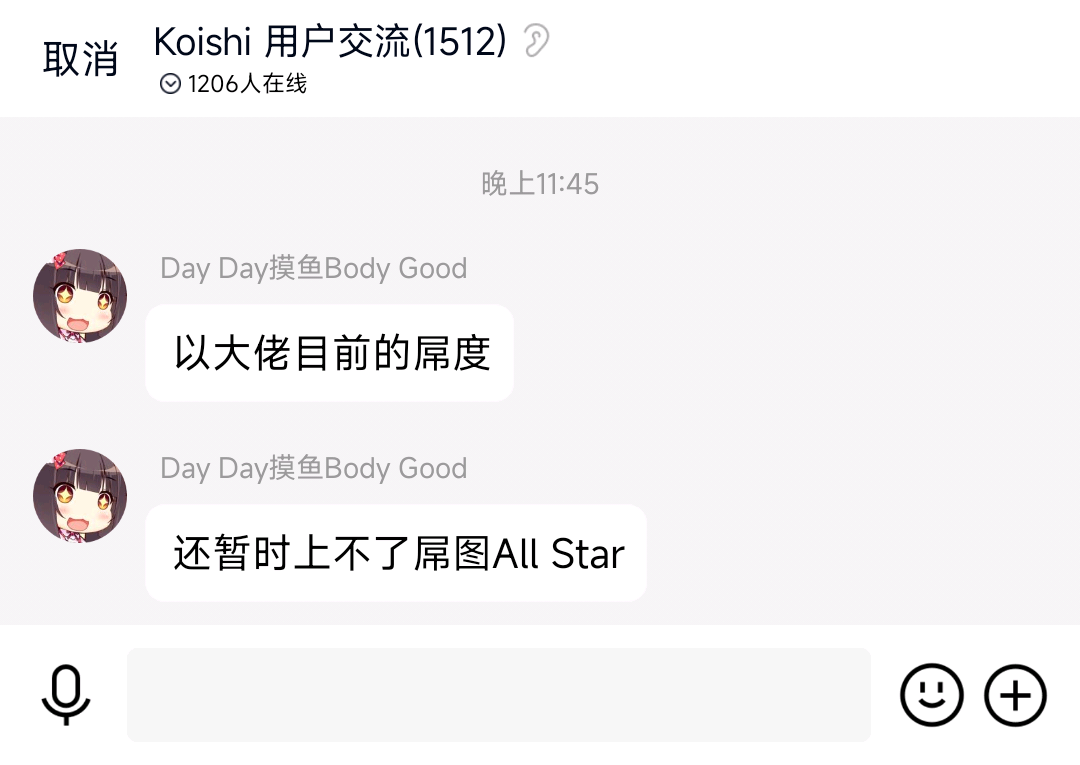 取消
Koishi 用户交流(1512)
1206人在线
晚上11:45
Day Day摸鱼Body Good
以大佬目前的屌度
Day Day摸鱼Body Good
还暂时上不了屌图All Star